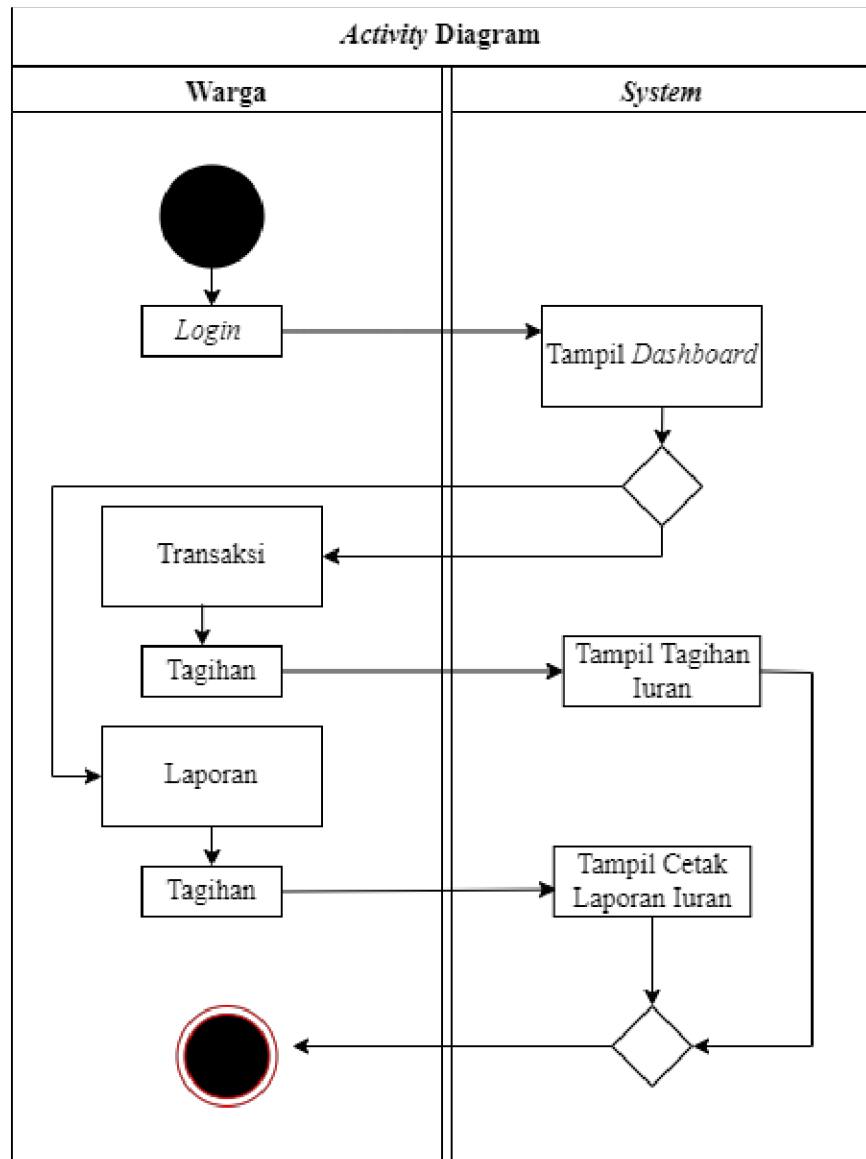 Activity Diagram
Warga
System
Login
Tampil Dashboard
Transaksi
Tagihan
Tampil Tagihan
Iuran
Laporan
Tagihan
Tampil Cetak
Laporan Iuran